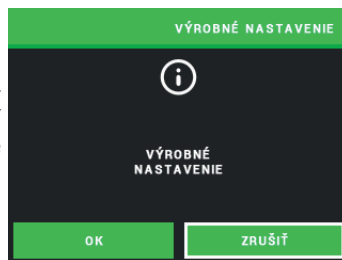 VÝROBNÉ NASTAVENIE
VÝROBNÉ
NASTAVENIE
OK
ZRUŠIŤ